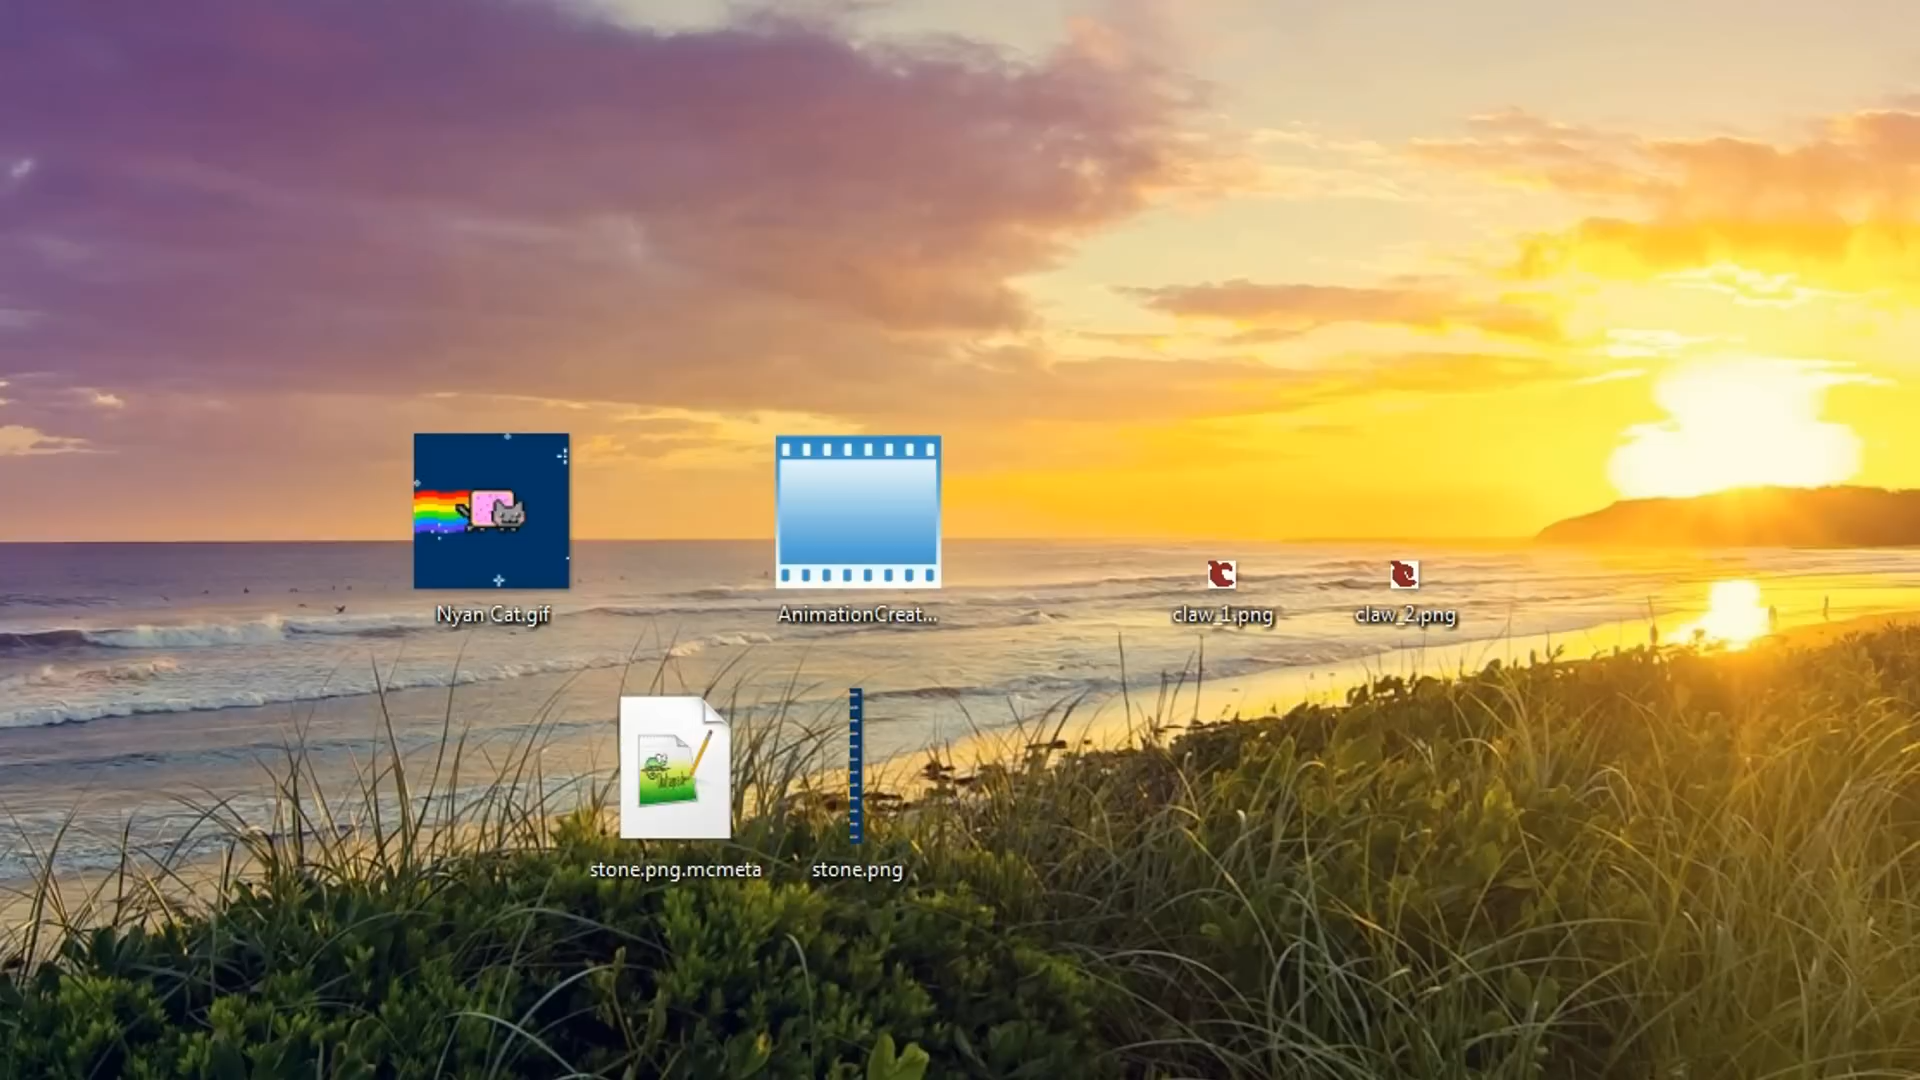 Nyan Cat.gif
AnimationCreat...
claw_1.png
claw_2.png
stone.png.mcmeta
stone.png